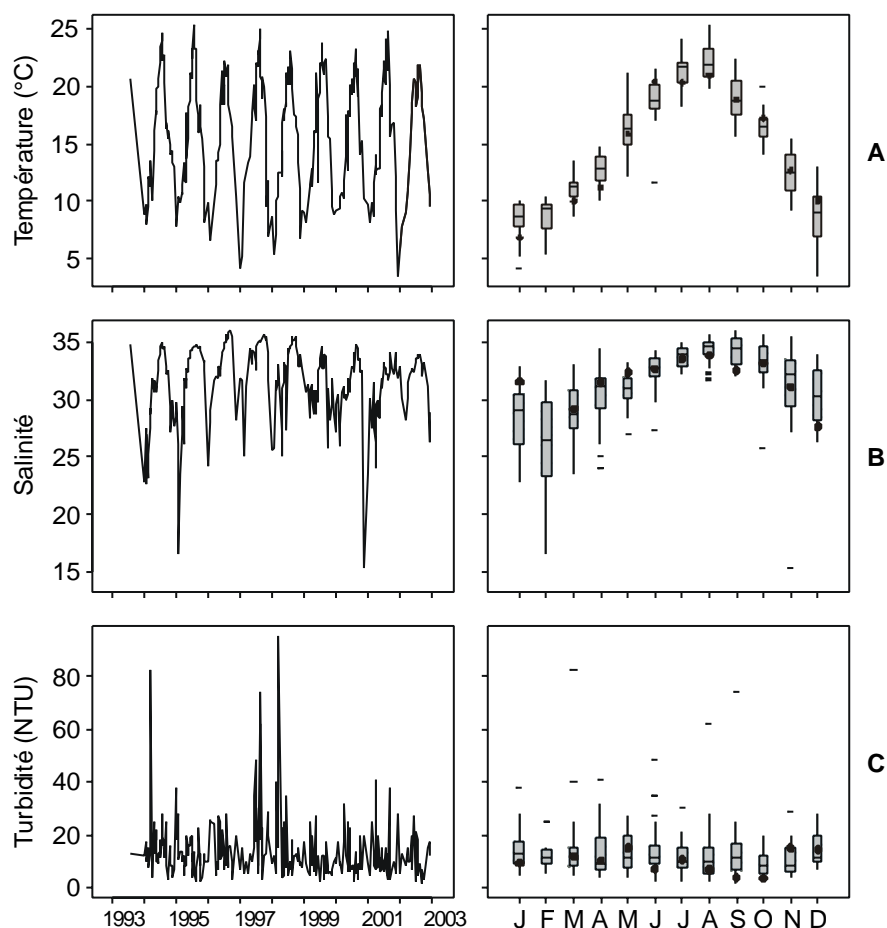 Température (°C)
25
20
15
10
5
A
Salinité
35
30
25
20
15
B
Turbidité (NTU)
80
60
40
20
0
C
1993 1995 1997 1999 2001 2003
J F M A M J J A S O N D